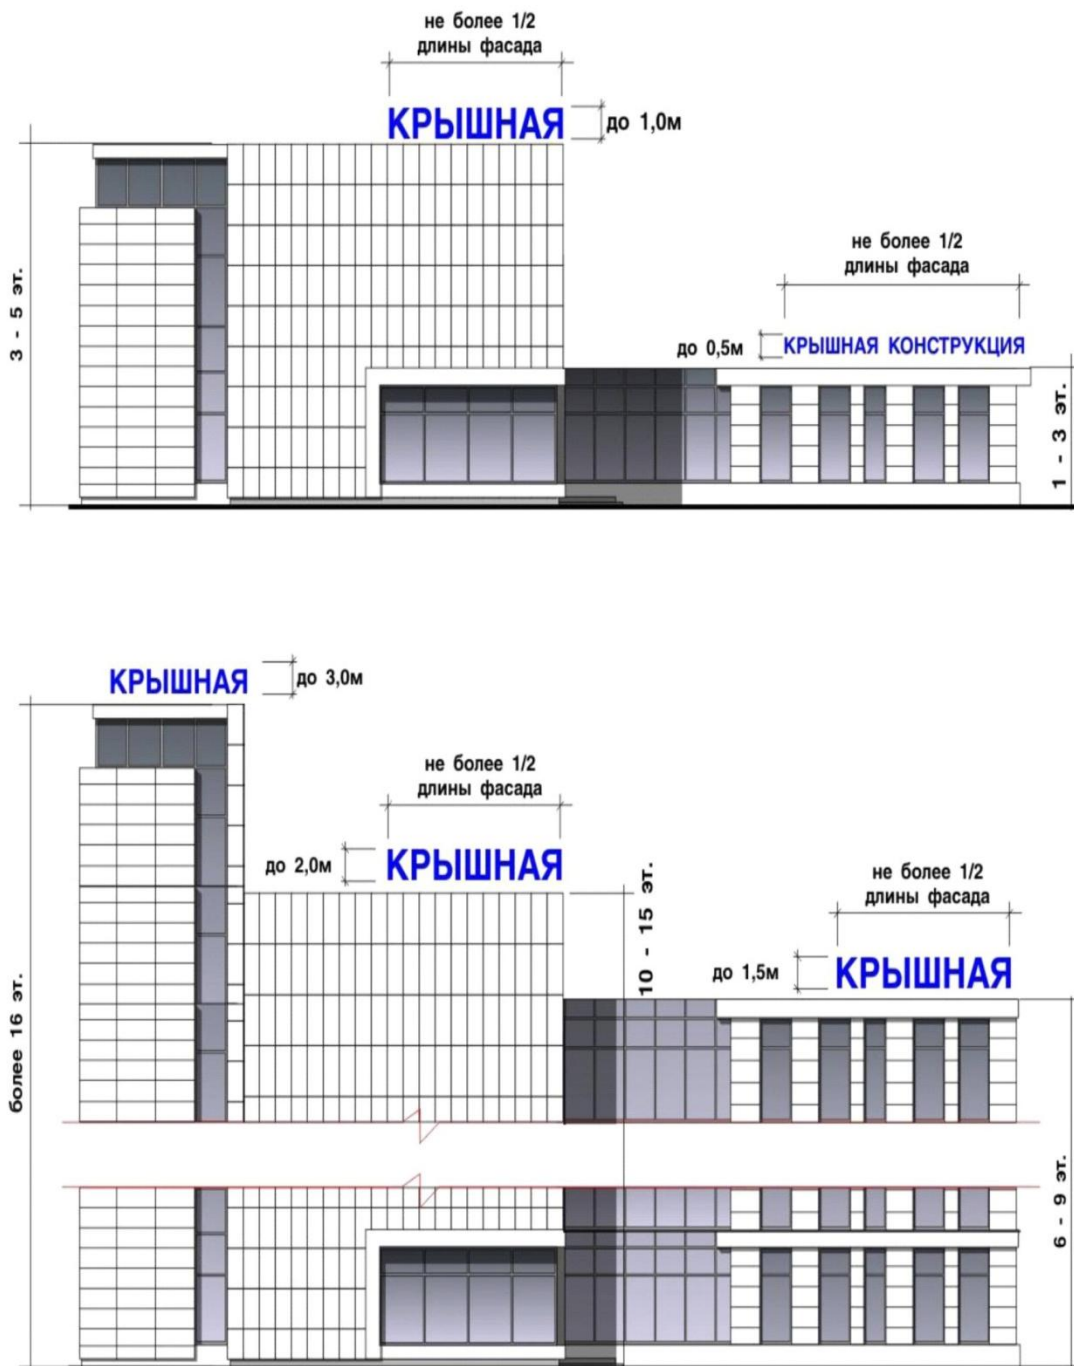 не более 1/2
длины фасада
КРЫШНАЯ
до 1,0м
3 - 5 эт.
не более 1/2
длины фасада
до 0,5м
КРЫШНАЯ КОНСТРУКЦИЯ
1 - 3 эт.
КРЫШНАЯ
до 3,0м
не более 1/2
длины фасада
до 2,0м
КРЫШНАЯ
10 - 15 эт.
не более 1/2
длины фасада
до 1,5м
КРЫШНАЯ
более 16 эт.
6 - 9 эт.